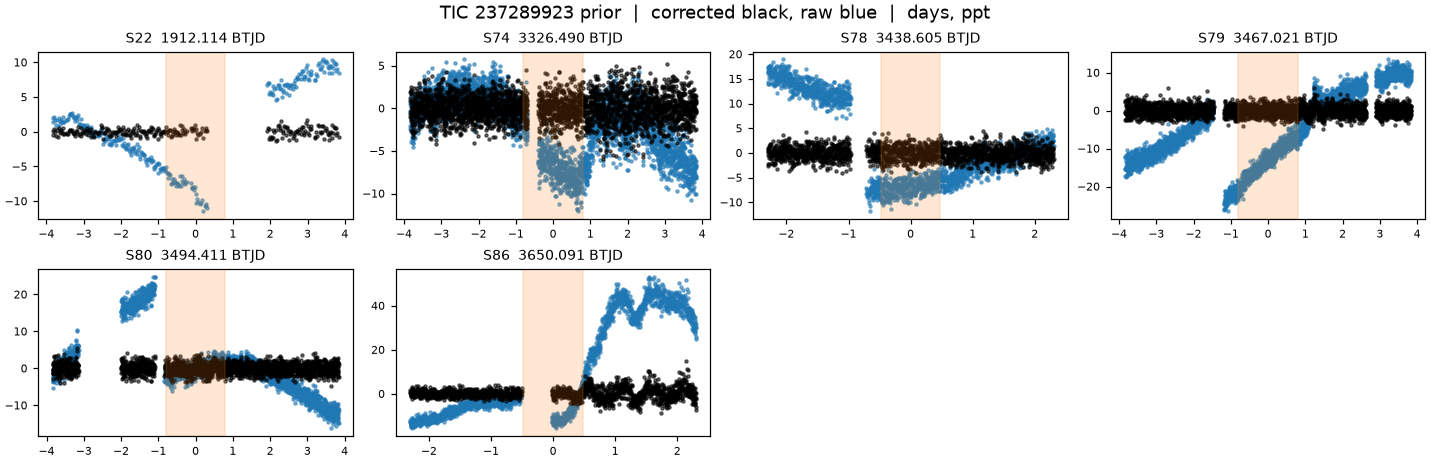 TIC 237289923 prior | corrected black, raw blue | days, ppt
S22 1912.114 BTJD
S74 3326.490 BTJD
S78 3438.605 BTJD
S79 3467.021 BTJD
10
5
0
−5
−10
−4 −3 −2 −1 0 1 2 3 4
5
0
−5
−10
−4 −3 −2 −1 0 1 2 3 4
20
15
10
5
0
−5
−10
−2 −1 0 1 2
10
0
−10
−20
−4 −3 −2 −1 0 1 2 3 4
S80 3494.411 BTJD
S86 3650.091 BTJD
20
10
0
−10
−4 −3 −2 −1 0 1 2 3 4
40
20
0
−2 −1 0 1 2